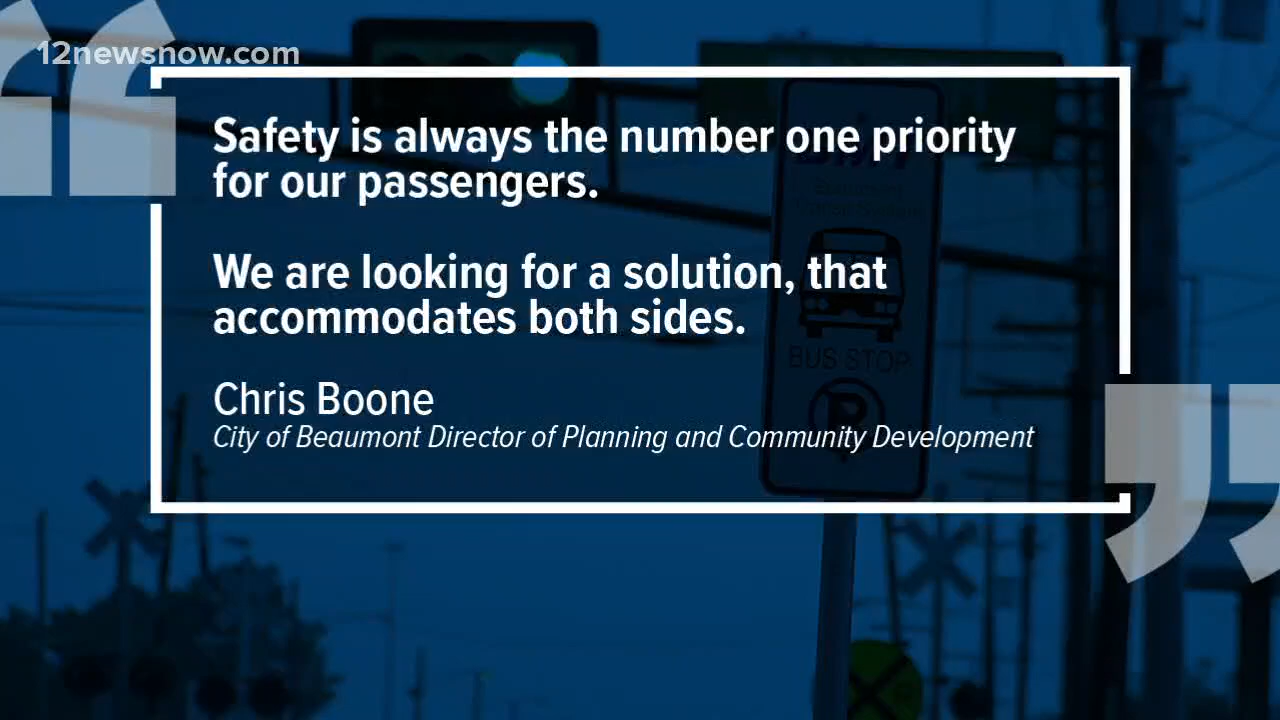 12newsnow.com
Safety is always the number one priority
for our passengers.
We are looking for a solution, that
accommodates both sides.
Chris Boone
City of Beaumont Director of Planning and Community Development
BUS STOP